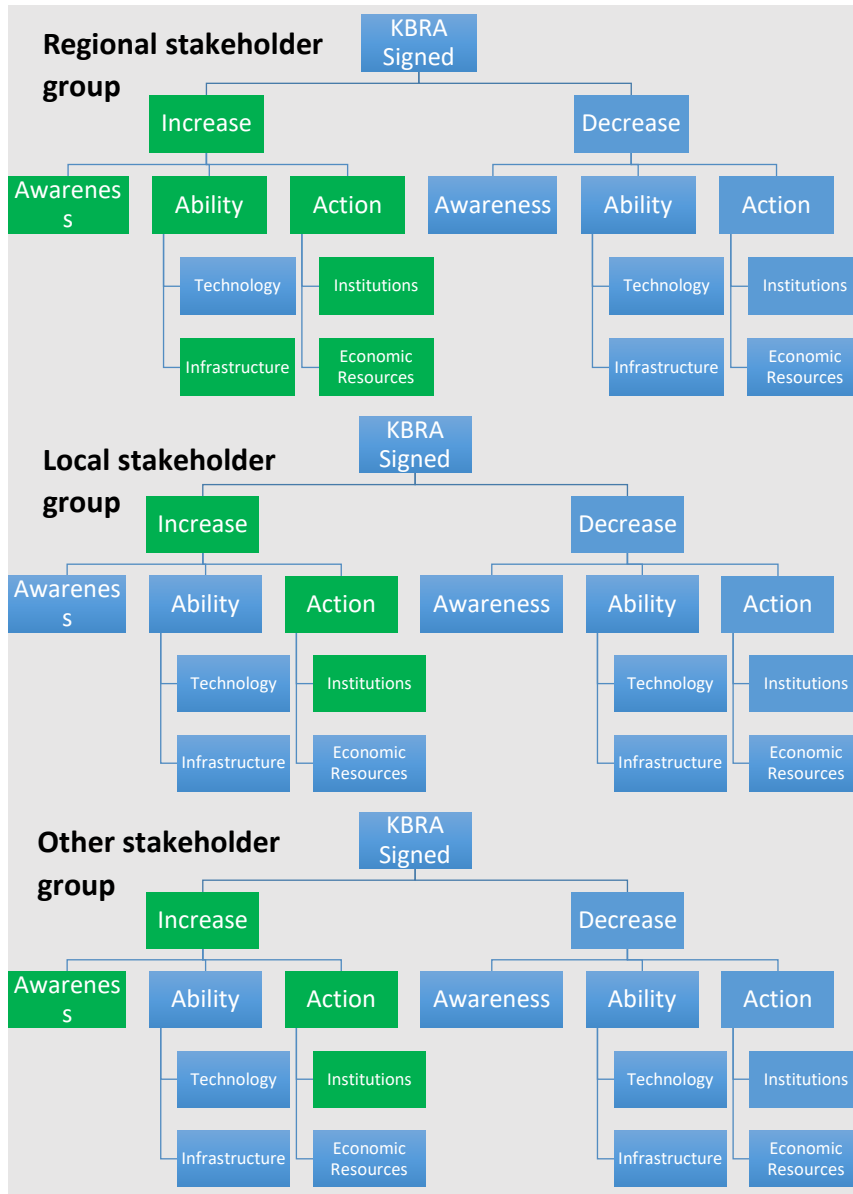 Regional stakeholder
group
KBRA
Signed
Increase
Decrease
Awarenes
s
Ability
Action
Awareness
Ability
Action
Technology
Institutions
Technology
Institutions
Infrastructure
Economic
Resources
Infrastructure
Economic
Resources
Local stakeholder
group
KBRA
Signed
Increase
Decrease
Awarenes
s
Ability
Action
Awareness
Ability
Action
Technology
Institutions
Technology
Institutions
Infrastructure
Economic
Resources
Infrastructure
Economic
Resources
Other stakeholder
group
KBRA
Signed
Increase
Decrease
Awarenes
s
Ability
Action
Awareness
Ability
Action
Technology
Institutions
Technology
Institutions
Infrastructure
Economic
Resources
Infrastructure
Economic
Resources